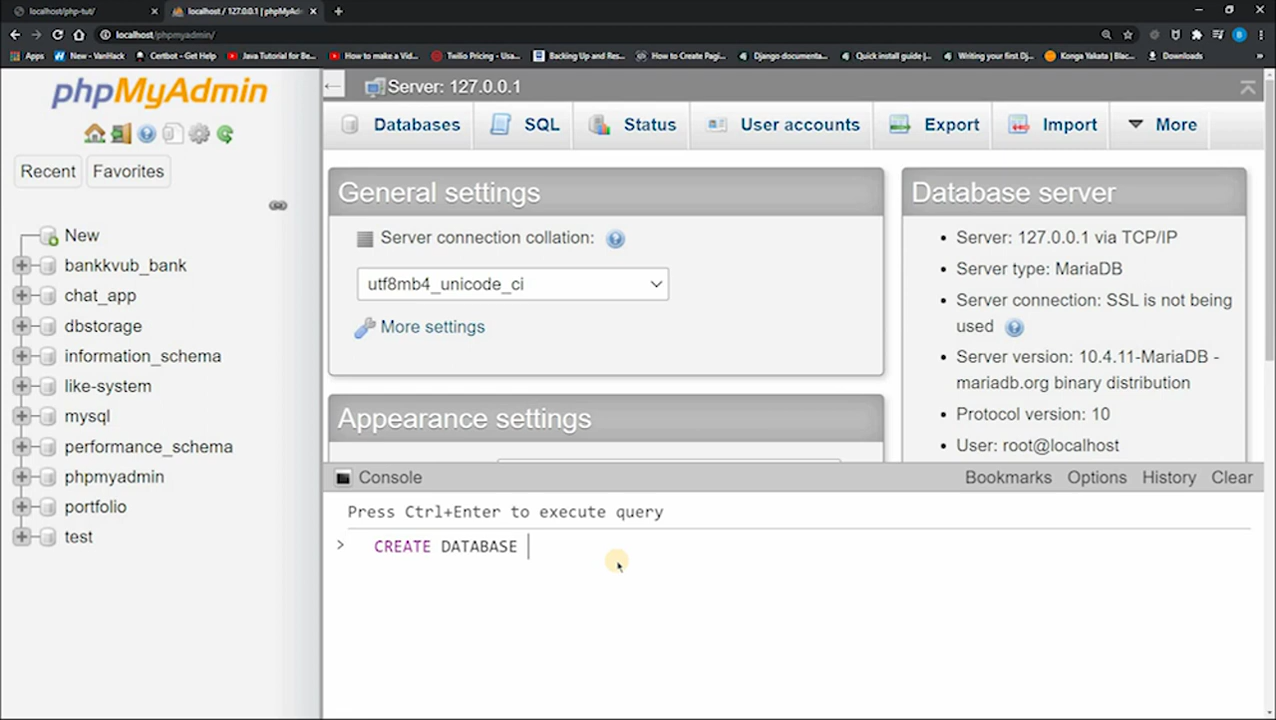 localhost/php-tut/
localhost / 127.0.0.1 | phpMyAdm
localhost/phpmyadmin/
Apps
New - VanHack
Certbot - Get Help
Java Tutorial for Be...
How to make a Vid...
Twilio Pricing - Usa...
Backing Up and Res...
How to Create Pagi...
Django documenta...
Quick install guide |...
Writing your first Dj...
Konga Yakata | Blac...
Downloads
»
phpMyAdmin
Recent
Favorites
New
bankkvub_bank
chat_app
dbstorage
information_schema
like-system
mysql
performance_schema
phpmyadmin
portfolio
test
Server: 127.0.0.1
Databases
SQL
Status
User accounts
Export
Import
More
General settings
Server connection collation:
utf8mb4_unicode_ci
More settings
Appearance settings
Database server
Server: 127.0.0.1 via TCP/IP
Server type: MariaDB
Server connection: SSL is not being
used
Server version: 10.4.11-MariaDB -
mariadb.org binary distribution
Protocol version: 10
User: root@localhost
Console
Bookmarks
Options
History
Clear
Press Ctrl+Enter to execute query
> CREATE DATABASE